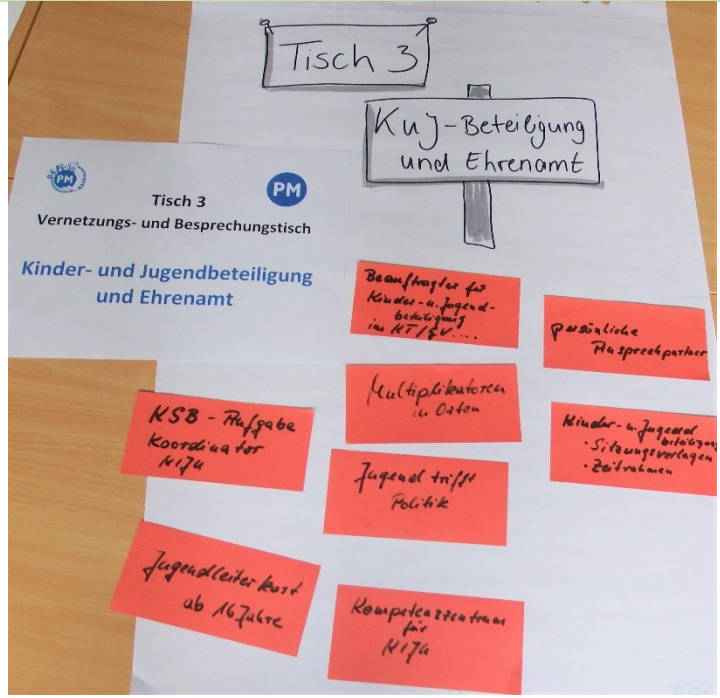 Tisch 3
KuJ-Beteiligung
und Ehrenamt
PM
PM
Tisch 3
Vernetzungs- und Besprechungstisch
Kinder- und Jugendbeteiligung
und Ehrenamt
Beauftragter für
Kinder- u. Jugend-
beteiligung
im KT/GV....
persönliche
Ansprechpartner
Multiplikatoren
in Orten
KSB - Aufgabe
Koordinator
KIJU
Kinder- u. Jugend
beteiligung
· Sitzungsvorlagen
· Zeitrahmen
Jugend trifft
Politik
Jugendleiter
ab 16 Jahre
Kompetenzzentrum
für
KIJU